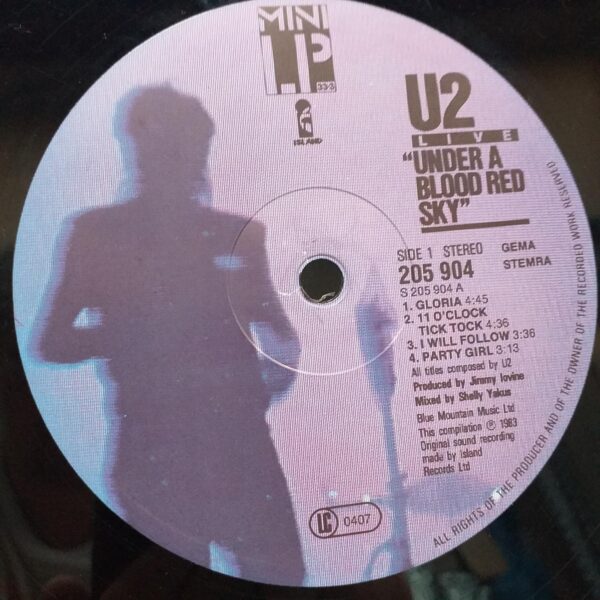 MINI
LP
33⅓
ISLAND
U2
LIVE
"UNDER A
BLOOD RED
SKY"
SIDE 1 STEREO GEMA
205 904 STEMRA
S 205 904 A
1. GLORIA 4:45
2. 11 O'CLOCK
TICK TOCK 4:36
3. I WILL FOLLOW 3:36
4. PARTY GIRL 3:13
All titles composed by U2
Produced by Jimmy Iovine
Mixed by Shelly Yakus
Blue Mountain Music Ltd
This compilation ℗ 1983
Original sound recording
made by Island
Records Ltd
LC 0407
ALL RIGHTS OF THE PRODUCER AND OF THE OWNER OF THE RECORDED WORK RESERVED